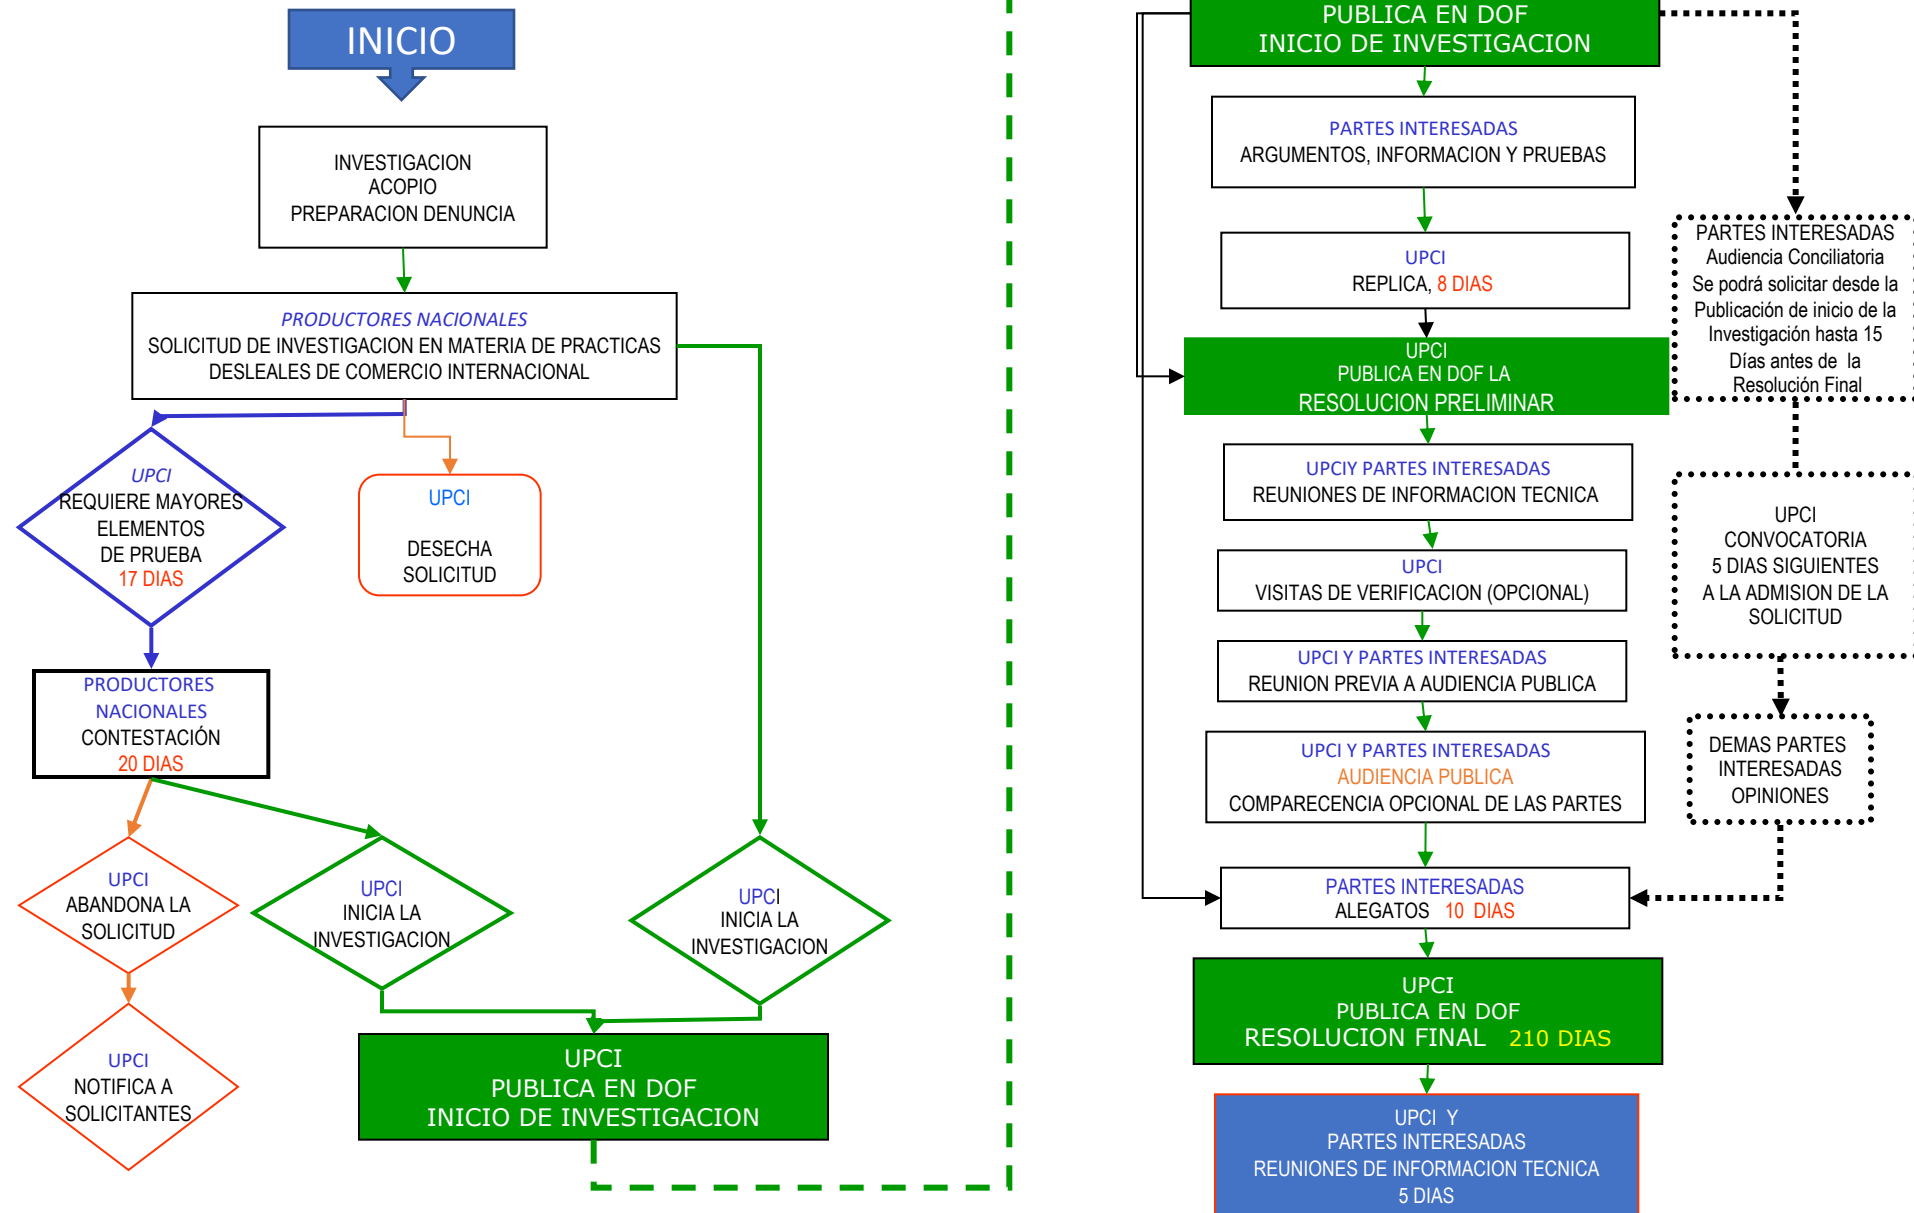 INICIO
INVESTIGACION
ACOPIO
PREPARACION DENUNCIA
PRODUCTORES NACIONALES
SOLICITUD DE INVESTIGACION EN MATERIA DE PRACTICAS
DESLEALES DE COMERCIO INTERNACIONAL
UPCI
REQUIERE MAYORES
ELEMENTOS
DE PRUEBA
17 DIAS
UPCI
DESECHA
SOLICITUD
PRODUCTORES
NACIONALES
CONTESTACIÓN
20 DIAS
UPCI
ABANDONA LA
SOLICITUD
UPCI
INICIA LA
INVESTIGACION
UPCI
INICIA LA
INVESTIGACION
UPCI
NOTIFICA A
SOLICITANTES
UPCI
PUBLICA EN DOF
INICIO DE INVESTIGACION
PUBLICA EN DOF
INICIO DE INVESTIGACION
PARTES INTERESADAS
ARGUMENTOS, INFORMACION Y PRUEBAS
UPCI
REPLICA, 8 DIAS
UPCI
PUBLICA EN DOF LA
RESOLUCION PRELIMINAR
UPCIY PARTES INTERESADAS
REUNIONES DE INFORMACION TECNICA
UPCI
VISITAS DE VERIFICACION (OPCIONAL)
UPCI Y PARTES INTERESADAS
REUNION PREVIA A AUDIENCIA PUBLICA
UPCI Y PARTES INTERESADAS
AUDIENCIA PUBLICA
COMPARECENCIA OPCIONAL DE LAS PARTES
PARTES INTERESADAS
ALEGATOS 10 DIAS
UPCI
PUBLICA EN DOF
RESOLUCION FINAL 210 DIAS
UPCI Y
PARTES INTERESADAS
REUNIONES DE INFORMACION TECNICA
5 DIAS
PARTES INTERESADAS
Audiencia Conciliatoria
Se podrá solicitar desde la
Publicación de inicio de la
Investigación hasta 15
Días antes de la
Resolución Final
UPCI
CONVOCATORIA
5 DIAS SIGUIENTES
A LA ADMISION DE LA
SOLICITUD
DEMAS PARTES
INTERESADAS
OPINIONES